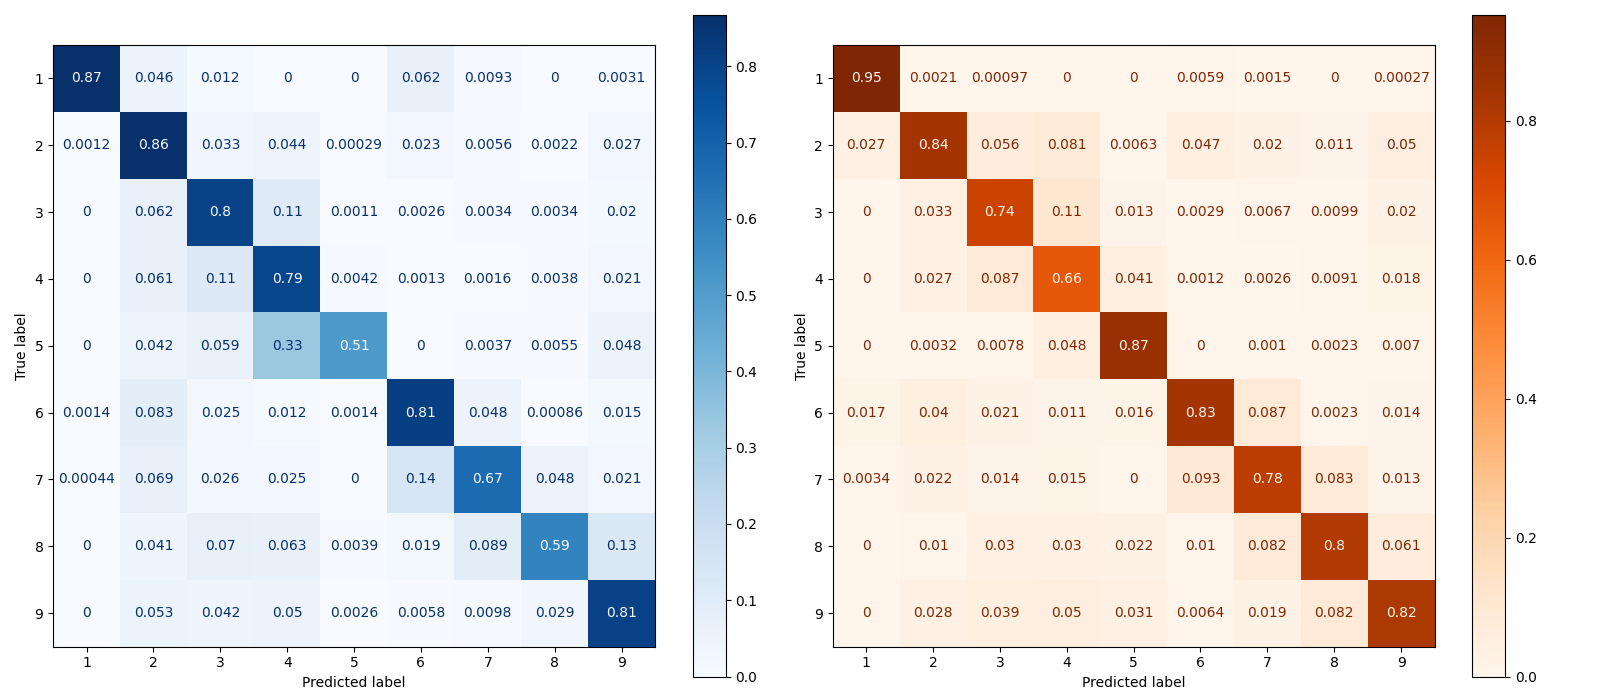 1 0.87 0.046 0.012 0 0 0.062 0.0093 0 0.0031
2 0.0012 0.86 0.033 0.044 0.00029 0.023 0.0056 0.0022 0.027
3 0 0.062 0.8 0.11 0.0011 0.0026 0.0034 0.0034 0.02
4 0 0.061 0.11 0.79 0.0042 0.0013 0.0016 0.0038 0.021
5 0 0.042 0.059 0.33 0.51 0 0.0037 0.0055 0.048
6 0.0014 0.083 0.025 0.012 0.0014 0.81 0.048 0.00086 0.015
7 0.00044 0.069 0.026 0.025 0 0.14 0.67 0.048 0.021
8 0 0.041 0.07 0.063 0.0039 0.019 0.089 0.59 0.13
9 0 0.053 0.042 0.05 0.0026 0.0058 0.0098 0.029 0.81
1 2 3 4 5 6 7 8 9
Predicted label
True label
0.8
0.7
0.6
0.5
0.4
0.3
0.2
0.1
0.0
1 0.95 0.0021 0.00097 0 0 0.0059 0.0015 0 0.00027
2 0.027 0.84 0.056 0.081 0.0063 0.047 0.02 0.011 0.05
3 0 0.033 0.74 0.11 0.013 0.0029 0.0067 0.0099 0.02
4 0 0.027 0.087 0.66 0.041 0.0012 0.0026 0.0091 0.018
5 0 0.0032 0.0078 0.048 0.87 0 0.001 0.0023 0.007
6 0.017 0.04 0.021 0.011 0.016 0.83 0.087 0.0023 0.014
7 0.0034 0.022 0.014 0.015 0 0.093 0.78 0.083 0.013
8 0 0.01 0.03 0.03 0.022 0.01 0.082 0.8 0.061
9 0 0.028 0.039 0.05 0.031 0.0064 0.019 0.082 0.82
1 2 3 4 5 6 7 8 9
Predicted label
True label
0.8
0.6
0.4
0.2
0.0